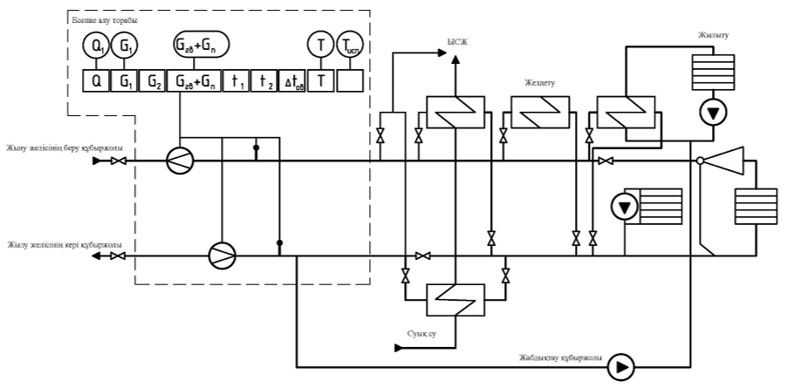 Есепке алу торабы
Q₁ G₁ Gгв+Gп T Tисп
Q G₁ G₂ Gгв+Gп t₁ t₂ Δtсв T
ЫСЖ
Жылыту
Желдету
Жылу желісінің беру құбыржолы
Жылу желісінің кері құбыржолы
Суық су
Жабдықтау құбыржолы